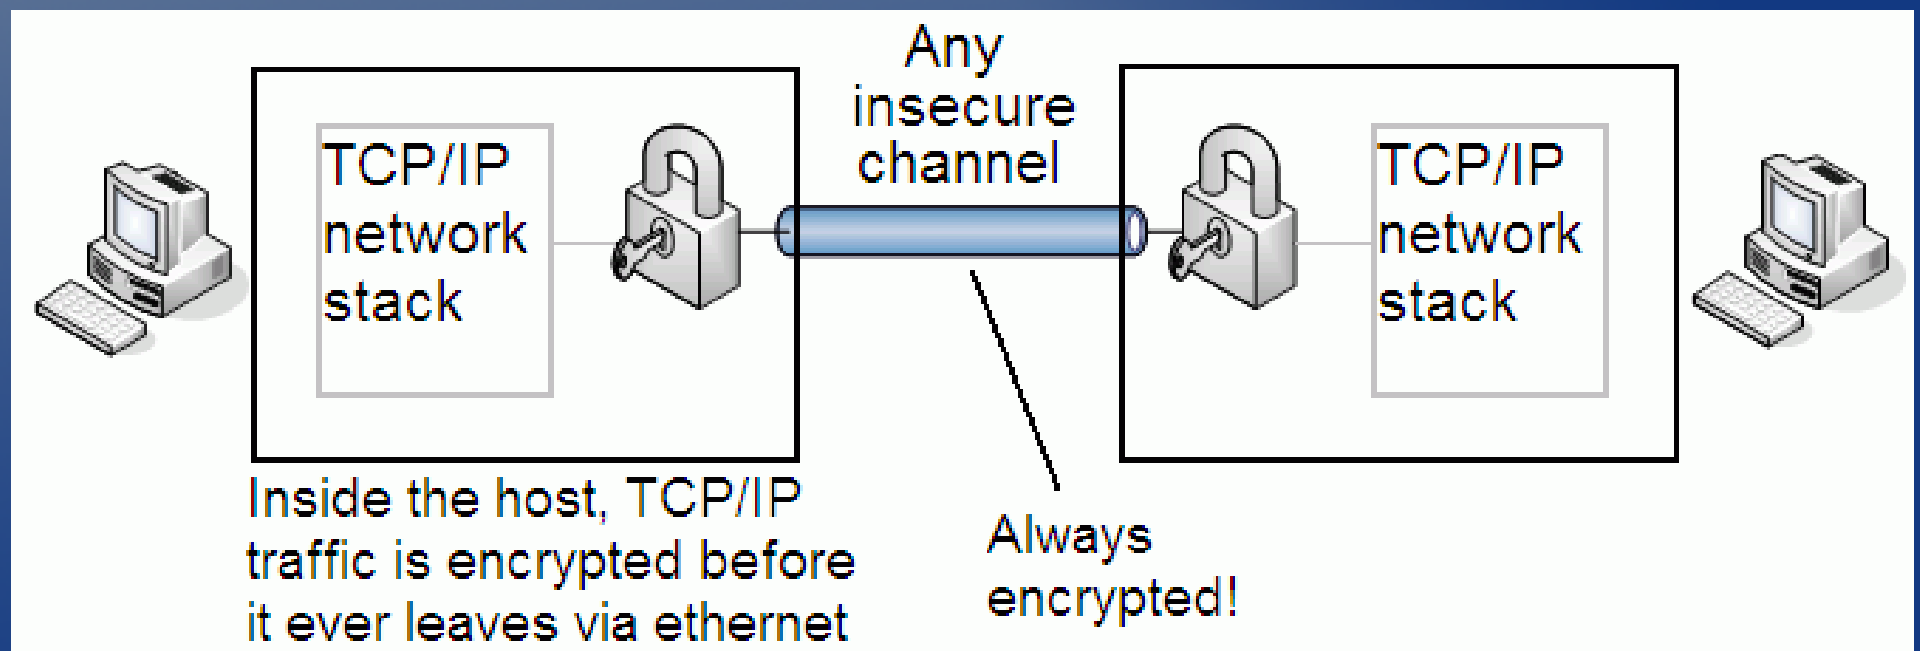 Any
insecure
channel
TCP/IP
network
stack
TCP/IP
network
stack
Inside the host, TCP/IP
traffic is encrypted before
it ever leaves via ethernet
Always
encrypted!